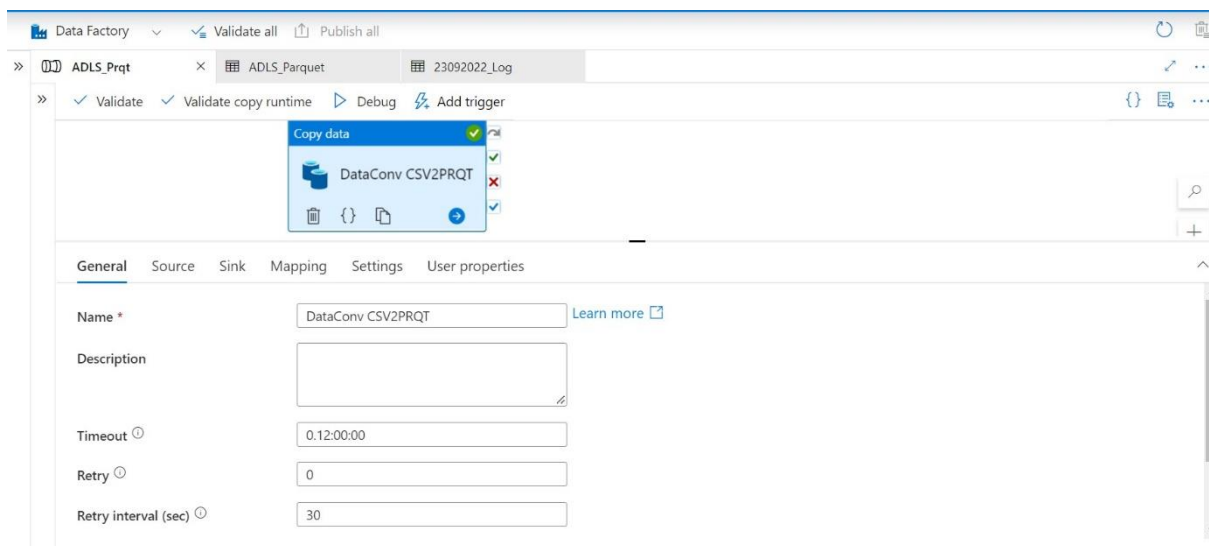 Data Factory Validate all Publish all
ADLS_Prqt ADLS_Parquet 23092022_Log
Validate Validate copy runtime Debug Add trigger
Copy data
DataConv CSV2PRQT
General Source Sink Mapping Settings User properties
Name * DataConv CSV2PRQT Learn more
Description
Timeout 0.12:00:00
Retry 0
Retry interval (sec) 30